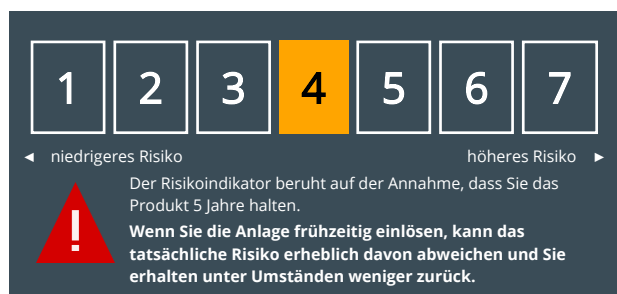 1 2 3 4 5 6 7
◄ niedrigeres Risiko höheres Risiko ►
Der Risikoindikator beruht auf der Annahme, dass Sie das
Produkt 5 Jahre halten.
!
Wenn Sie die Anlage frühzeitig einlösen, kann das
tatsächliche Risiko erheblich davon abweichen und Sie
erhalten unter Umständen weniger zurück.